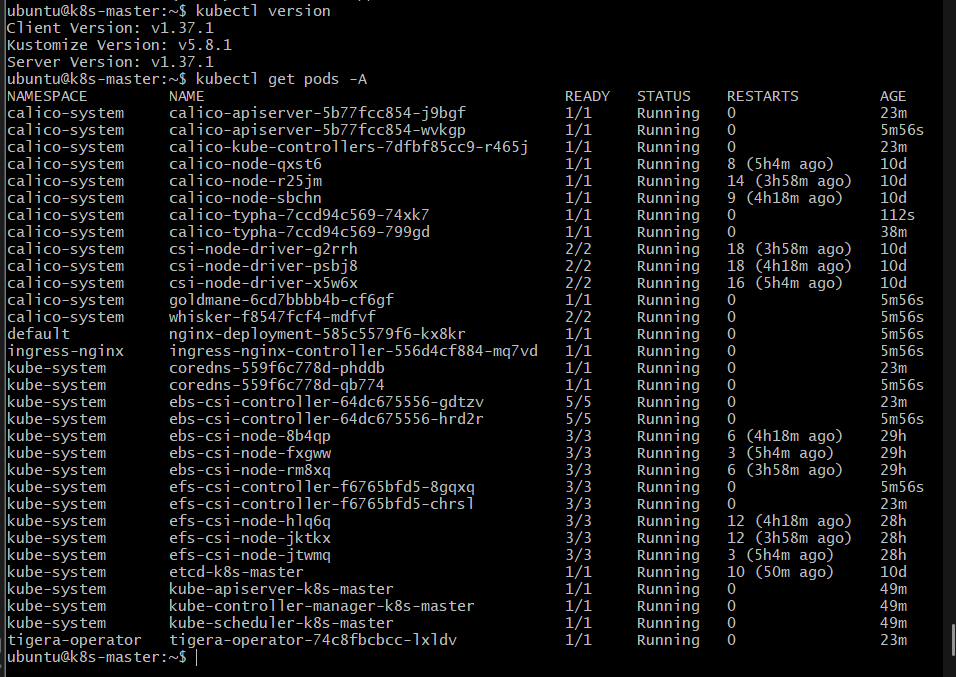 ubuntu@k8s-master:~$ kubectl version
Client Version: v1.37.1
Kustomize Version: v5.8.1
Server Version: v1.37.1
ubuntu@k8s-master:~$ kubectl get pods -A
NAMESPACE NAME READY STATUS RESTARTS AGE
calico-system calico-apiserver-5b77fcc854-j9bgf 1/1 Running 0 23m
calico-system calico-apiserver-5b77fcc854-wvkgp 1/1 Running 0 5m56s
calico-system calico-kube-controllers-7dfbf85cc9-r465j 1/1 Running 0 23m
calico-system calico-node-qxst6 1/1 Running 8 (5h4m ago) 10d
calico-system calico-node-r25jm 1/1 Running 14 (3h58m ago) 10d
calico-system calico-node-sbchn 1/1 Running 9 (4h18m ago) 10d
calico-system calico-typha-7ccd94c569-74xk7 1/1 Running 0 112s
calico-system calico-typha-7ccd94c569-799gd 1/1 Running 0 38m
calico-system csi-node-driver-g2rrh 2/2 Running 18 (3h58m ago) 10d
calico-system csi-node-driver-psbj8 2/2 Running 18 (4h18m ago) 10d
calico-system csi-node-driver-x5w6x 2/2 Running 16 (5h4m ago) 10d
calico-system goldmane-6cd7bbbb4b-cf6gf 1/1 Running 0 5m56s
calico-system whisker-f8547fcf4-mdfvf 2/2 Running 0 5m56s
default nginx-deployment-585c5579f6-kx8kr 1/1 Running 0 5m56s
ingress-nginx ingress-nginx-controller-556d4cf884-mq7vd 1/1 Running 0 5m56s
kube-system coredns-559f6c778d-phddb 1/1 Running 0 23m
kube-system coredns-559f6c778d-qb774 1/1 Running 0 5m56s
kube-system ebs-csi-controller-64dc675556-gdtzv 5/5 Running 0 23m
kube-system ebs-csi-controller-64dc675556-hrd2r 5/5 Running 0 5m56s
kube-system ebs-csi-node-8b4qp 3/3 Running 6 (4h18m ago) 29h
kube-system ebs-csi-node-fxgww 3/3 Running 3 (5h4m ago) 29h
kube-system ebs-csi-node-rm8xq 3/3 Running 6 (3h58m ago) 29h
kube-system efs-csi-controller-f6765bfd5-8gqxq 3/3 Running 0 5m56s
kube-system efs-csi-controller-f6765bfd5-chrsl 3/3 Running 0 23m
kube-system efs-csi-node-hlq6q 3/3 Running 12 (4h18m ago) 28h
kube-system efs-csi-node-jktkx 3/3 Running 12 (3h58m ago) 28h
kube-system efs-csi-node-jtwmq 3/3 Running 3 (5h4m ago) 28h
kube-system etcd-k8s-master 1/1 Running 10 (50m ago) 10d
kube-system kube-apiserver-k8s-master 1/1 Running 0 49m
kube-system kube-controller-manager-k8s-master 1/1 Running 0 49m
kube-system kube-scheduler-k8s-master 1/1 Running 0 49m
tigera-operator tigera-operator-74c8fbcbcc-lxldv 1/1 Running 0 23m
ubuntu@k8s-master:~$